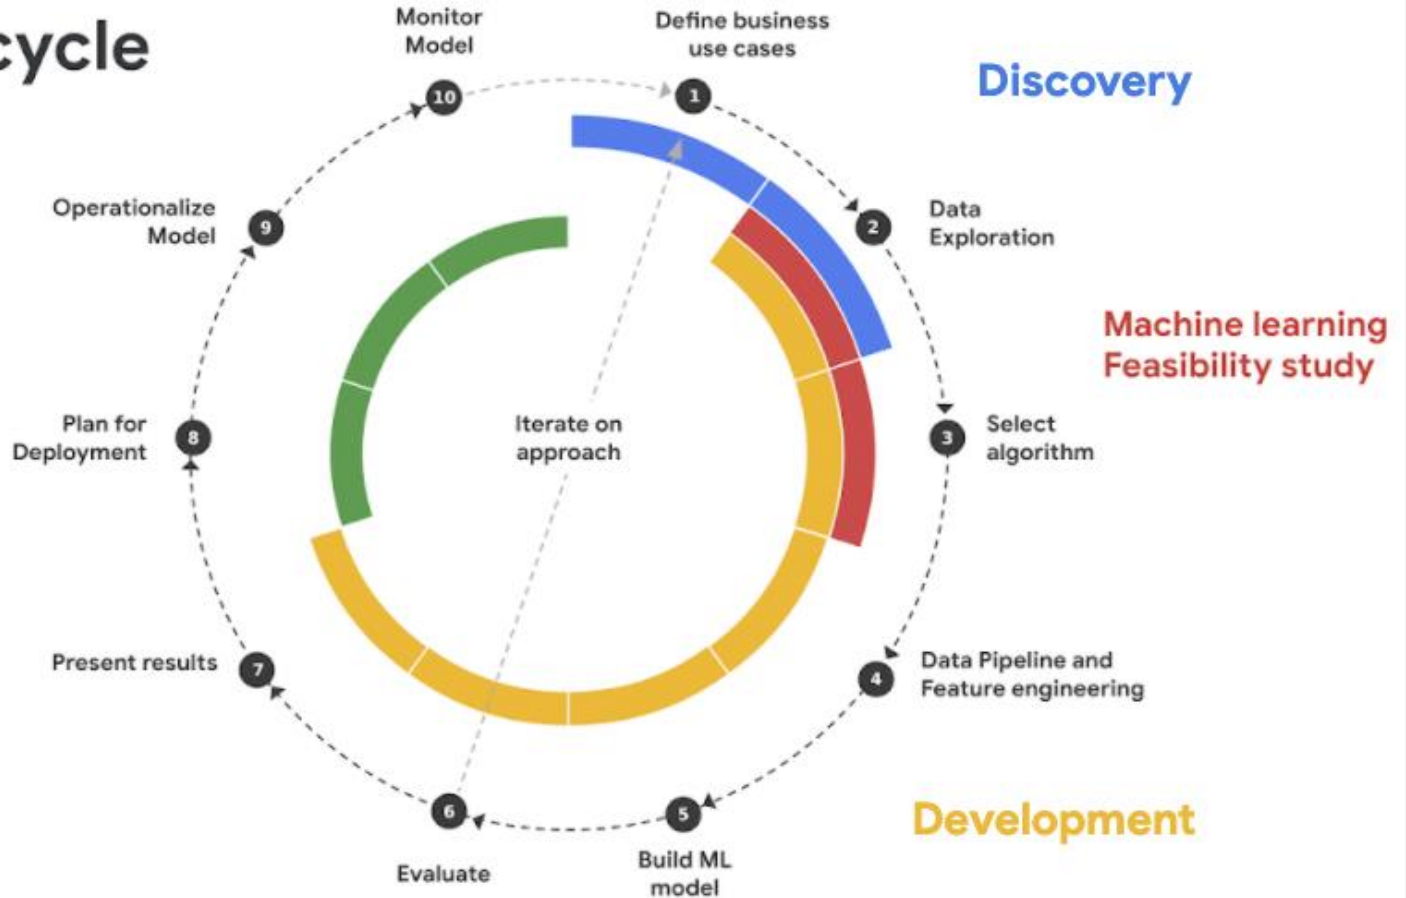 cycle
Monitor
Model
Define business
use cases
Discovery
10
1
Operationalize
Model
9
2
Data
Exploration
Machine learning
Feasibility study
Plan for
Deployment
8
Iterate on
approach
3
Select
algorithm
Present results
7
4
Data Pipeline and
Feature engineering
6
5
Development
Evaluate
Build ML
model